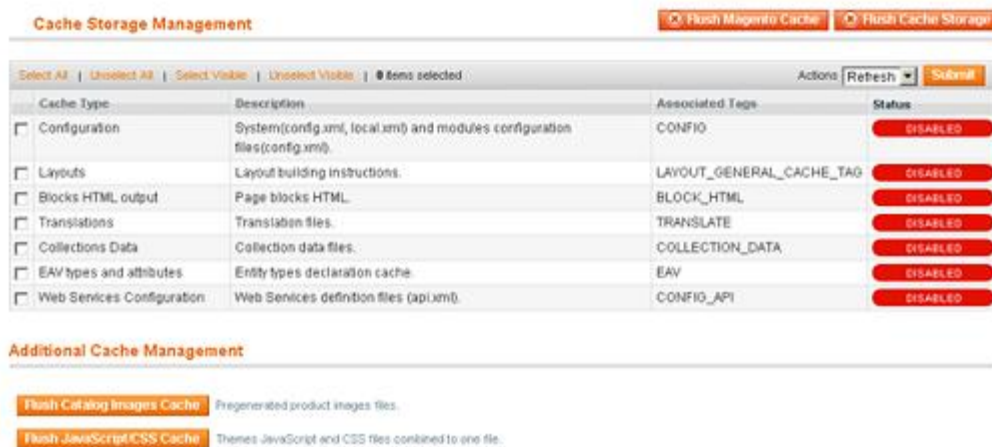 Cache Storage Management
Flush Magento Cache Flush Cache Storage
Select All | Unselect All | Select Visible | Unselect Visible | 0 items selected Actions Refresh Submit
Cache Type Description Associated Tags Status
Configuration System(config.xml, local.xml) and modules configuration files(config.xml). CONFIG DISABLED
Layouts Layout building instructions. LAYOUT_GENERAL_CACHE_TAG DISABLED
Blocks HTML output Page blocks HTML. BLOCK_HTML DISABLED
Translations Translation files. TRANSLATE DISABLED
Collections Data Collection data files. COLLECTION_DATA DISABLED
EAV types and attributes Entity types declaration cache. EAV DISABLED
Web Services Configuration Web Services definition files (api.xml). CONFIG_API DISABLED
Additional Cache Management
Flush Catalog Images Cache Pregenerated product images files.
Flush JavaScript/CSS Cache Themes JavaScript and CSS files combined to one file.